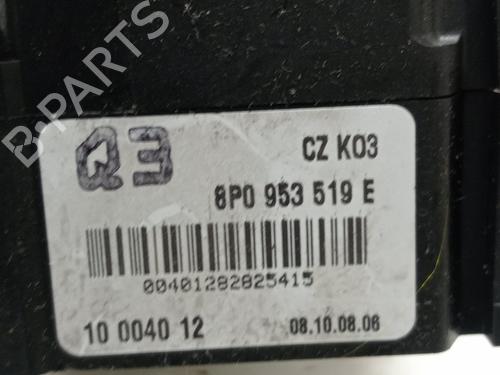 B-PARTS
Q3
CZ K03
8P0 953 519 E
00401282825415
10 0040 12
08.10.08.06